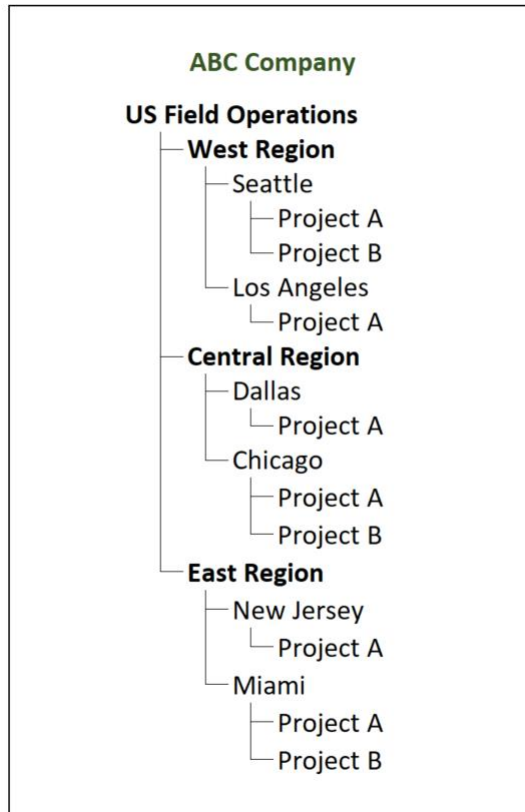 ABC Company
US Field Operations
West Region
Seattle
Project A
Project B
Los Angeles
Project A
Central Region
Dallas
Project A
Chicago
Project A
Project B
East Region
New Jersey
Project A
Miami
Project A
Project B